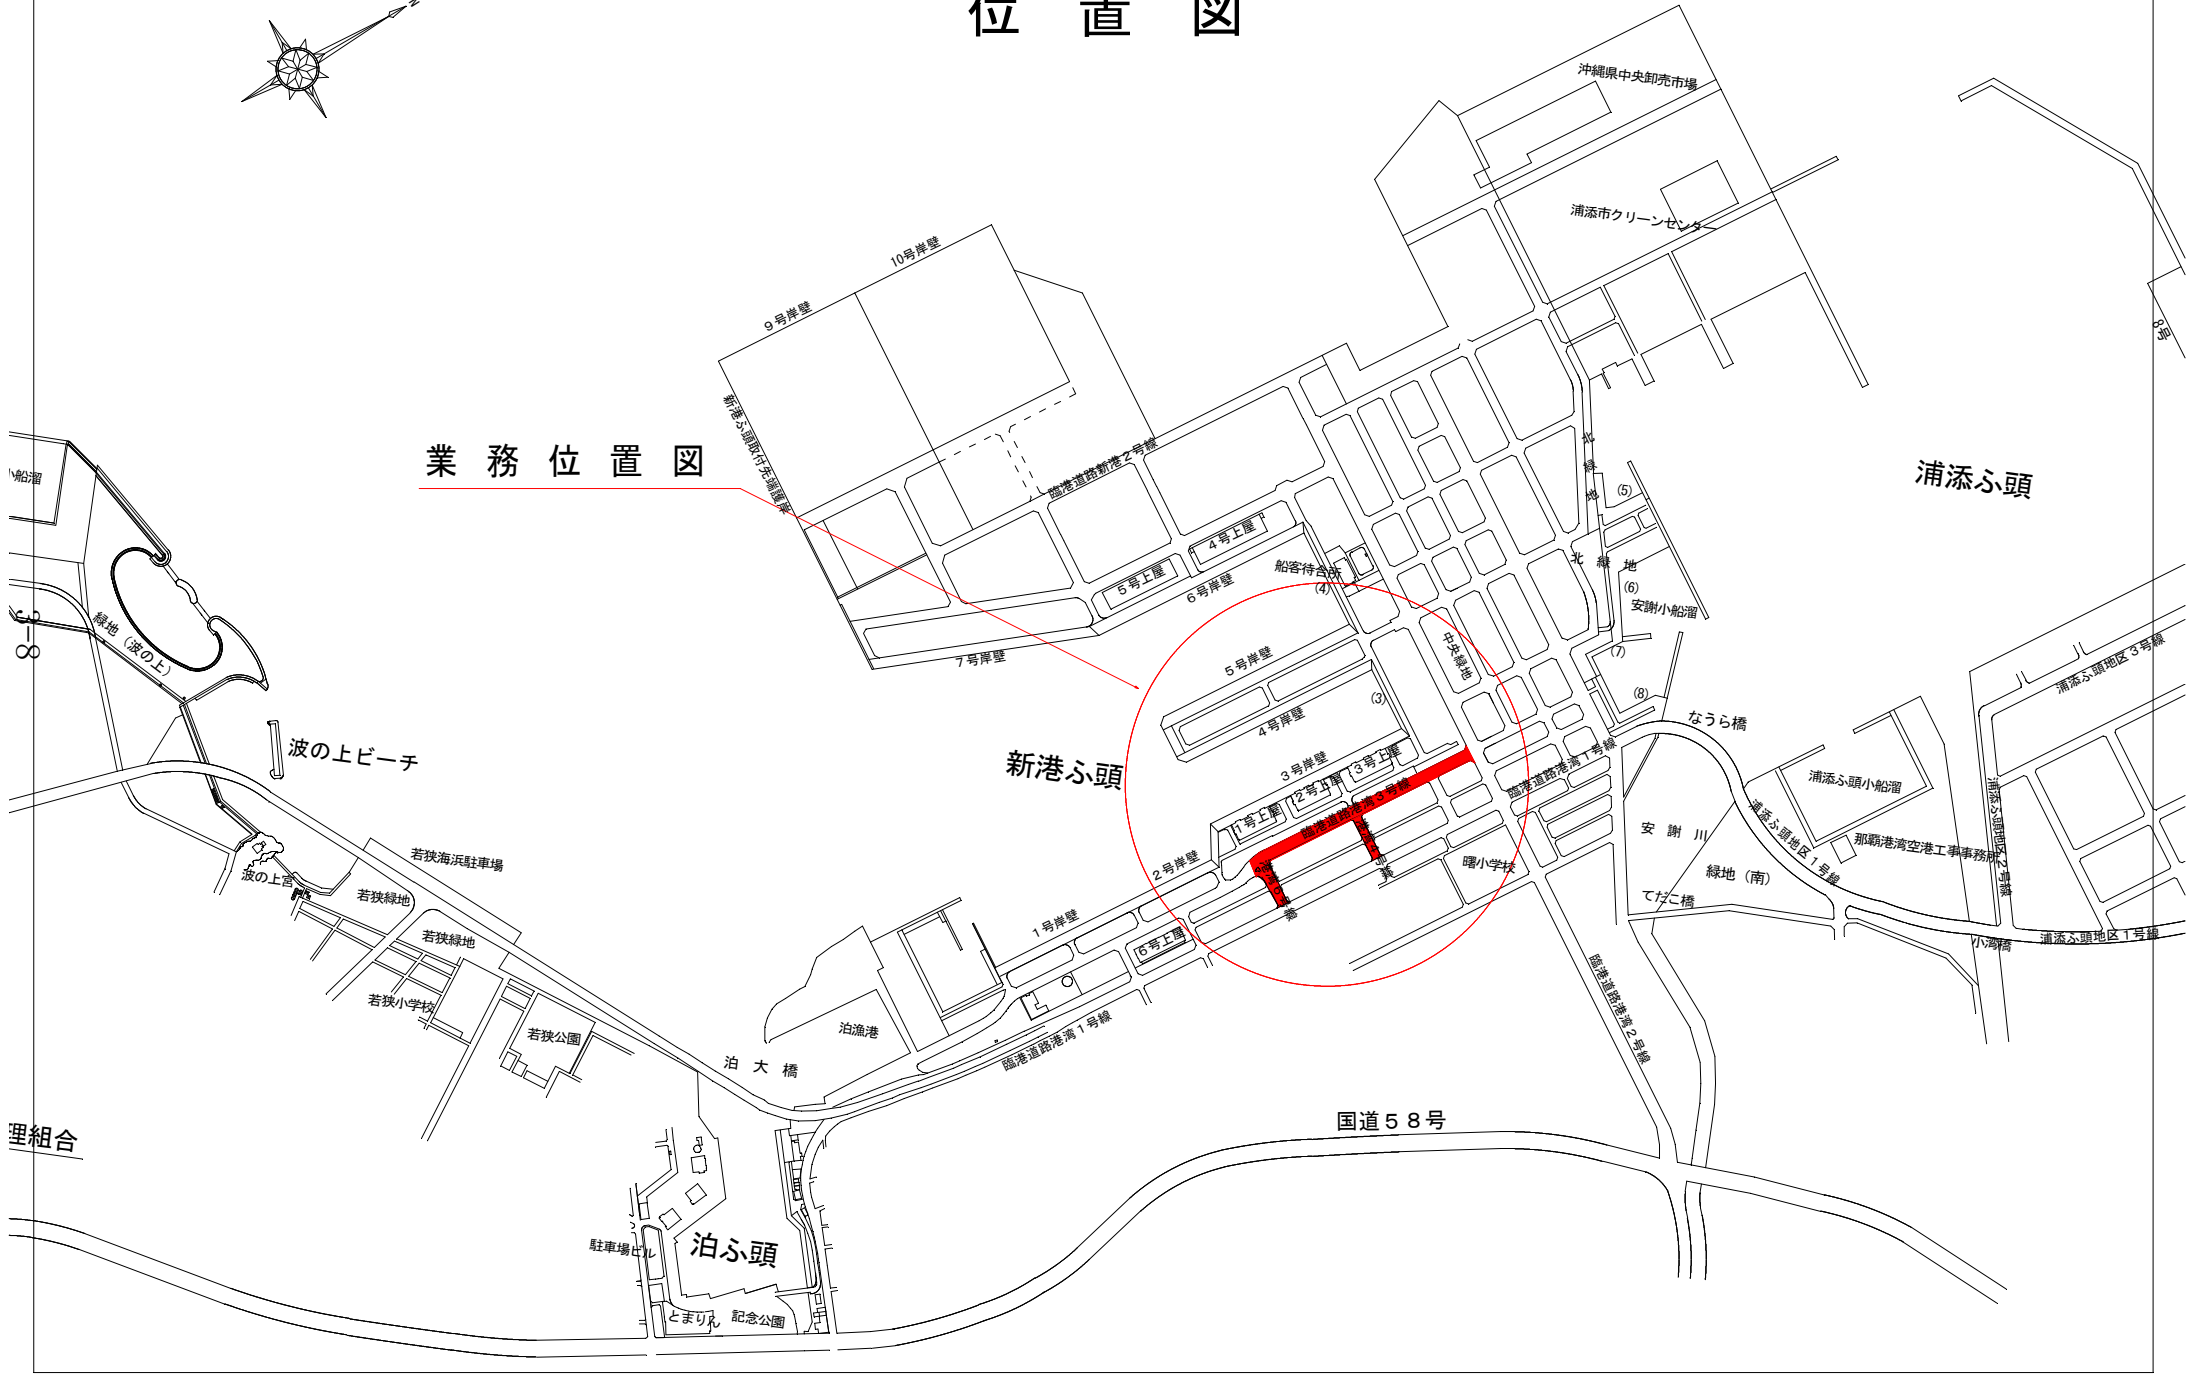 位置図
N
沖縄県中央卸売市場
浦添市クリーンセンター
10号岸壁
9号岸壁
8号
新港ふ頭取付先端護岸
臨港道路新港2号線
業務位置図
小船溜
浦添ふ頭
北緑地
(5)
4号上屋
5号上屋
6号岸壁
船客待合所
(4)
北緑地
(6)
安謝小船溜
3-8
緑地（波の上）
7号岸壁
5号岸壁
中央緑地
(7)
浦添ふ頭地区3号線
(3)
(8)
4号岸壁
なうら橋
波の上ビーチ
新港ふ頭
3号岸壁
3号上屋
2号上屋
1号上屋
臨港道路港湾3号線
臨港道路港湾1号線
浦添ふ頭小船溜
浦添ふ頭地区2号線
浦添ふ頭地区1号線
安謝川
那覇港湾空港工事事務所
若狭海浜駐車場
2号岸壁
曙小学校
緑地（南）
波の上宮
若狭緑地
てだこ橋
1号岸壁
6号上屋
若狭緑地
小湾橋
浦添ふ頭地区1号線
若狭小学校
若狭公園
泊漁港
臨港道路港湾1号線
臨港道路港湾2号線
泊大橋
国道58号
理組合
駐車場ビル
泊ふ頭
とまりん
記念公園